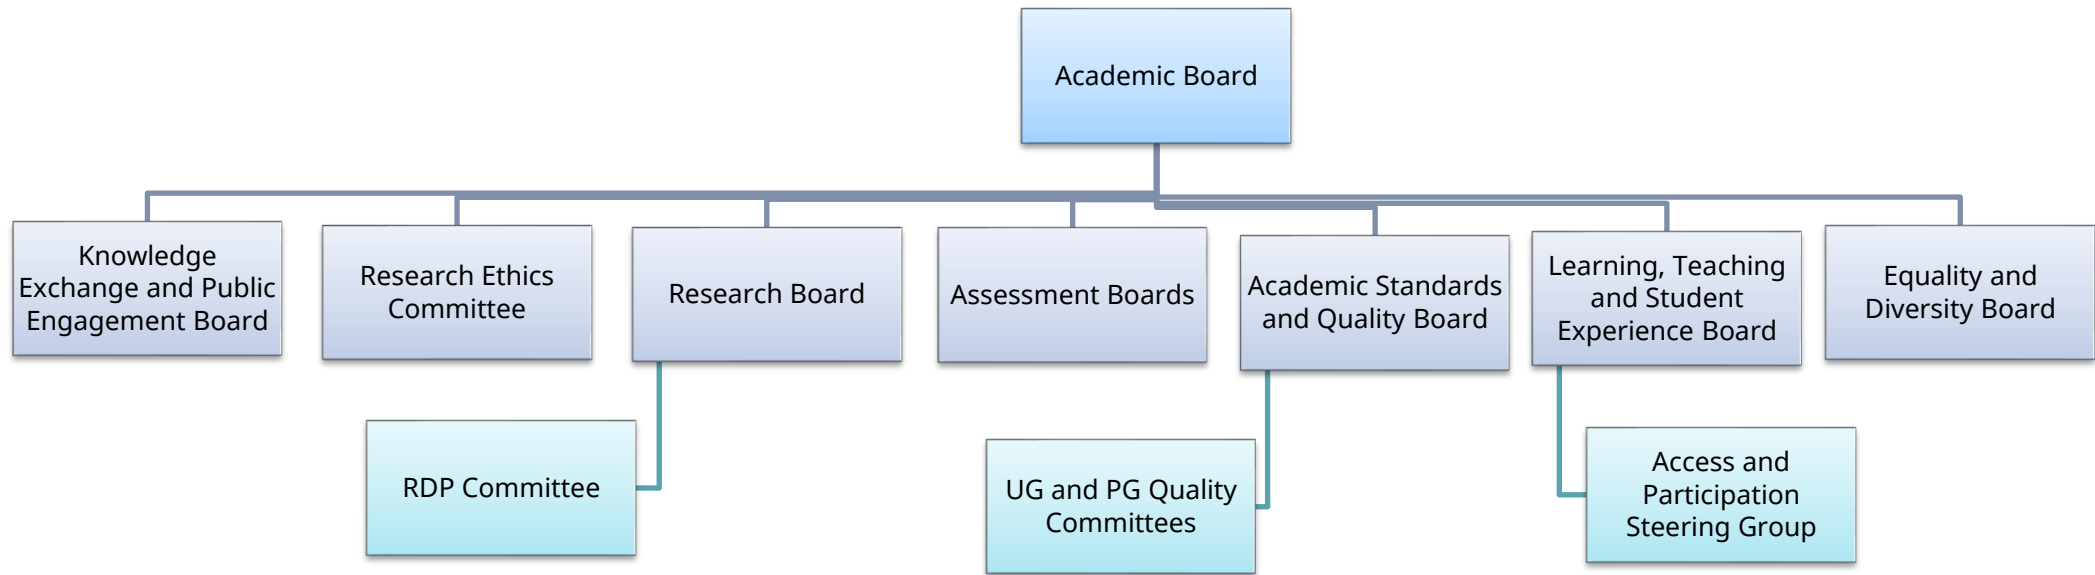 Academic Board
Knowledge
Exchange and Public
Engagement Board
Research Ethics
Committee
Research Board
Assessment Boards
Academic Standards
and Quality Board
Learning, Teaching
and Student
Experience Board
Equality and
Diversity Board
RDP Committee
UG and PG Quality
Committees
Access and
Participation
Steering Group